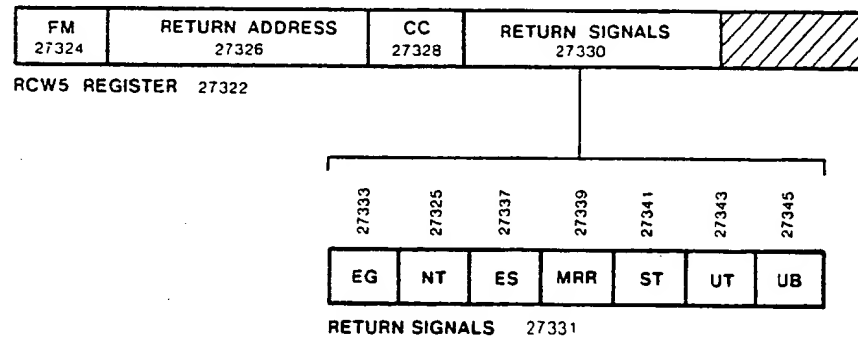 FM RETURN ADDRESS CC RETURN SIGNALS
27324 27326 27328 27330
RCWS REGISTER 27322
27333 27325 27337 27339 27341 27343 27345
EG NT ES MRR ST UT UB
RETURN SIGNALS 27331